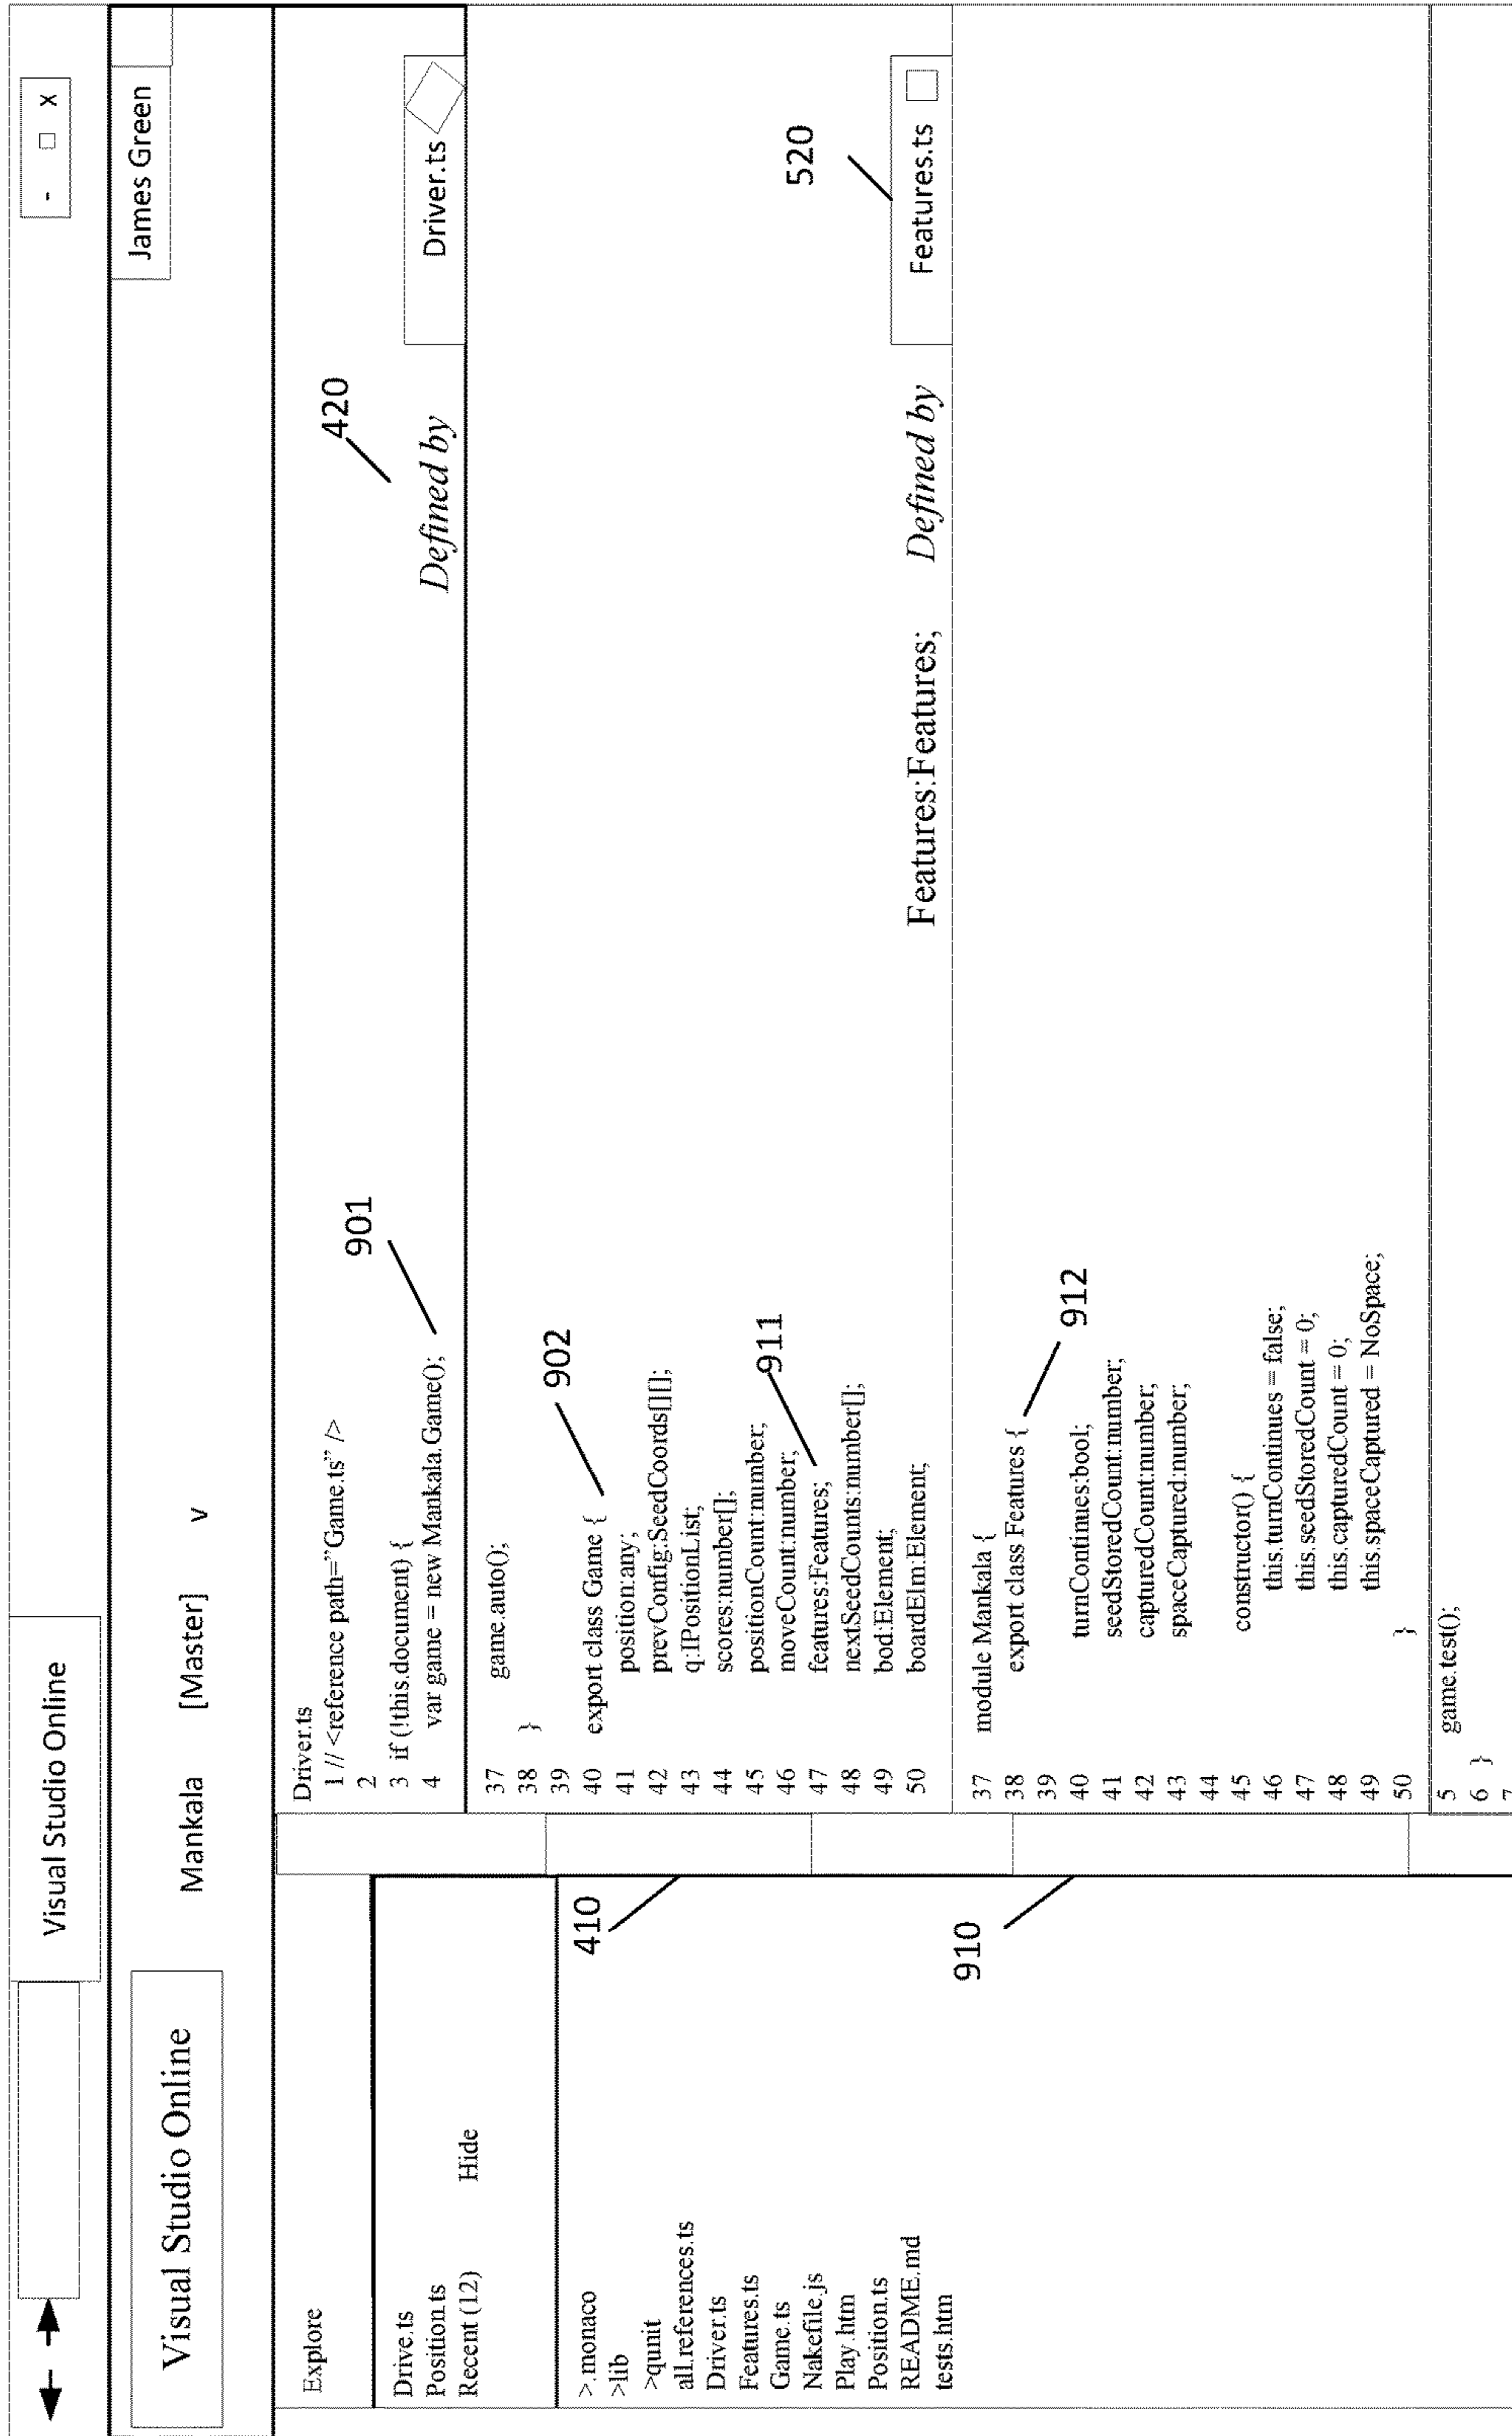 Visual Studio Online
- □ X
Visual Studio Online
Mankala [Master] v
James Green
Explore
Drive.ts
Position.ts
Recent (12) Hide
>.monaco
>lib
>qunit
all.references.ts
Driver.ts
Features.ts
Game.ts
Nakefile.js
Play.htm
Position.ts
README.md
tests.htm
410
910
Driver.ts
1 // <reference path=”Game.ts” />
2
3 if (!this.document) {
4 var game = new Mankala.Game();
901
420
Defined by
Driver.ts
37 game.auto();
38 }
39
40 export class Game {
902
41 position:any;
42 prevConfig:SeedCoords[][];
43 q:IPositionList;
44 scores:number[];
45 positionCount:number;
46 moveCount:number;
911
47 features:Features;
48 nextSeedCounts:number[];
49 bod:Element;
50 boardElm:Element;
520
Features:Features; Defined by Features.ts
37 module Mankala {
38 export class Features {
912
39
40 turnContinues:bool;
41 seedStoredCount:number;
42 capturedCount:number;
43 spaceCaptured:number;
44
45 constructor() {
46 this.turnContinues = false;
47 this.seedStoredCount = 0;
48 this.capturedCount = 0;
49 this.spaceCaptured = NoSpace;
50 }
5 game.test();
6 }
7